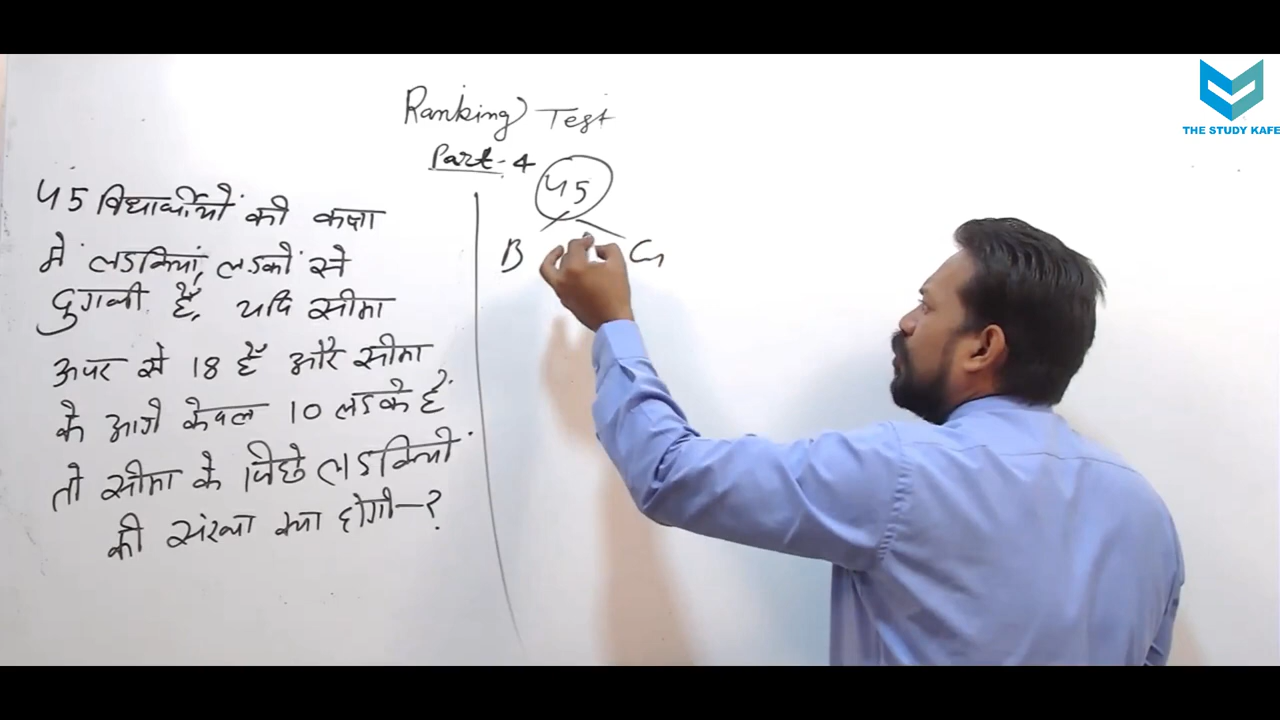 Ranking Test
Part-4
THE STUDY KAFE
45 विद्यार्थीयों की कक्षा
में लडकियां, लडकों से
दुगनी हैं, यदि सीमा
ऊपर से 18 हैं और सीमा
के आगे केवल 10 लडके हैं
तो सीमा के पिछे लडकियों
की संख्या क्या होगी-?
45
B G